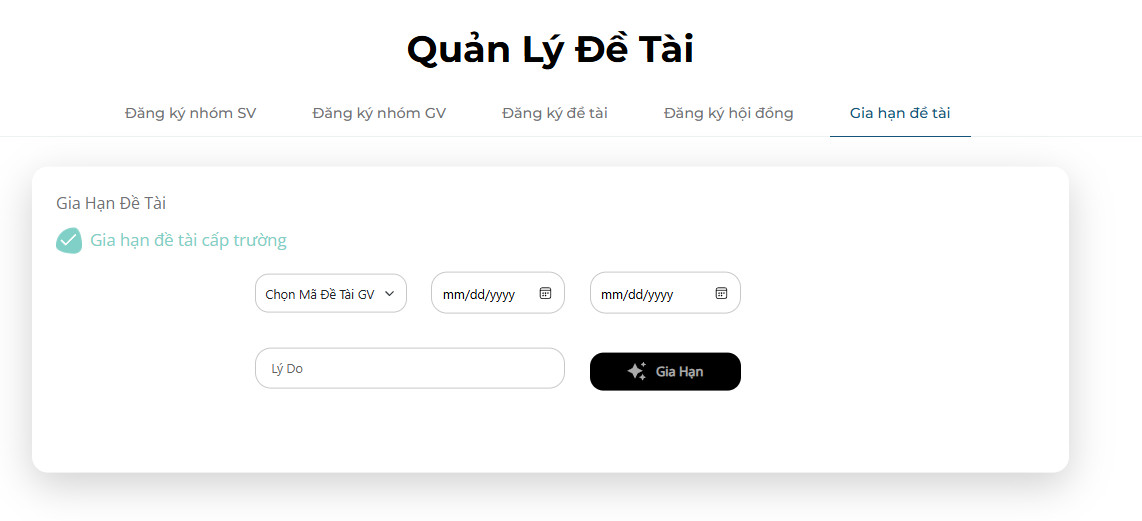 Quản Lý Đề Tài
Đăng ký nhóm SV Đăng ký nhóm GV Đăng ký đề tài Đăng ký hội đồng Gia hạn đề tài
Gia Hạn Đề Tài
Gia hạn đề tài cấp trường
Chọn Mã Đề Tài GV mm/dd/yyyy mm/dd/yyyy
Lý Do Gia Hạn